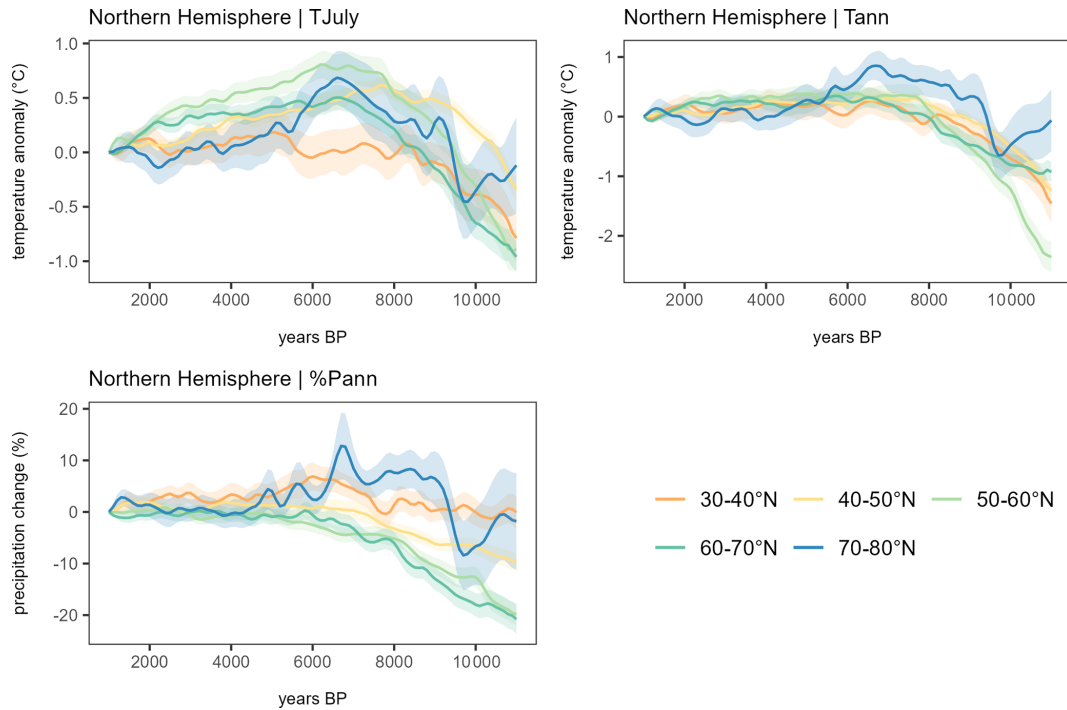 Northern Hemisphere | TJuly
temperature anomaly (°C)
1.0
0.5
0.0
-0.5
-1.0
2000 4000 6000 8000 10000
years BP
Northern Hemisphere | Tann
temperature anomaly (°C)
1
0
-1
-2
2000 4000 6000 8000 10000
years BP
Northern Hemisphere | %Pann
precipitation change (%)
20
10
0
-10
-20
2000 4000 6000 8000 10000
years BP
30-40°N 40-50°N 50-60°N
60-70°N 70-80°N